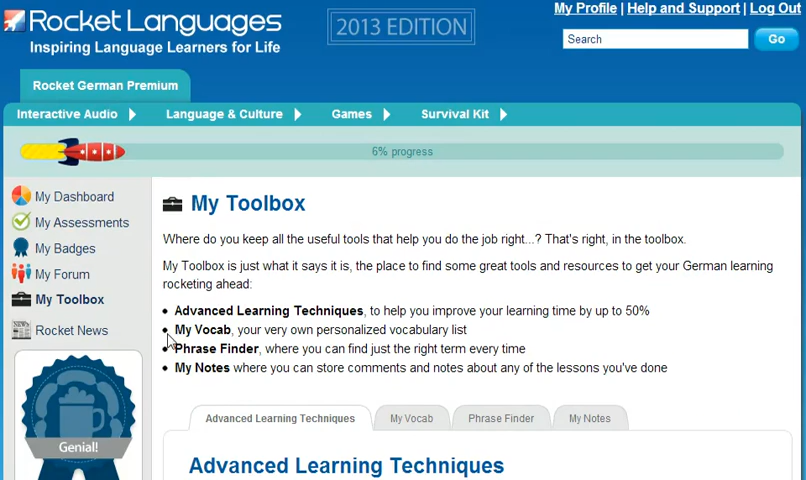 Rocket Languages
Inspiring Language Learners for Life
2013 EDITION
My Profile | Help and Support | Log Out
Search
Go
Rocket German Premium
Interactive Audio
Language & Culture
Games
Survival Kit
6% progress
My Dashboard
My Assessments
My Badges
My Forum
My Toolbox
Rocket News
Genial!
My Toolbox
Where do you keep all the useful tools that help you do the job right...? That's right, in the toolbox.
My Toolbox is just what it says it is, the place to find some great tools and resources to get your German learning
rocketing ahead:
• Advanced Learning Techniques, to help you improve your learning time by up to 50%
• My Vocab, your very own personalized vocabulary list
• Phrase Finder, where you can find just the right term every time
• My Notes where you can store comments and notes about any of the lessons you've done
Advanced Learning Techniques
My Vocab
Phrase Finder
My Notes
Advanced Learning Techniques